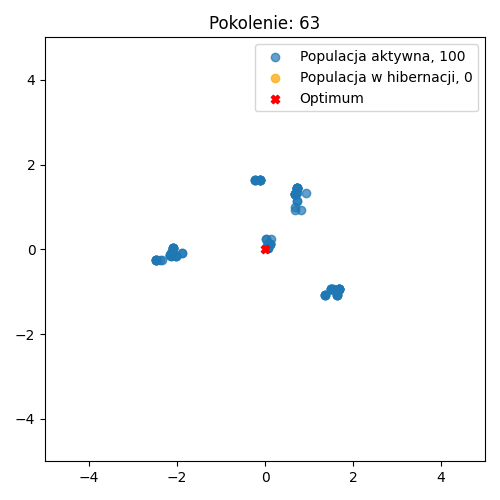 Pokolenie: 63
Populacja aktywna, 100
Populacja w hibernacji, 0
Optimum
4
2
0
−2
−4
−4 −2 0 2 4